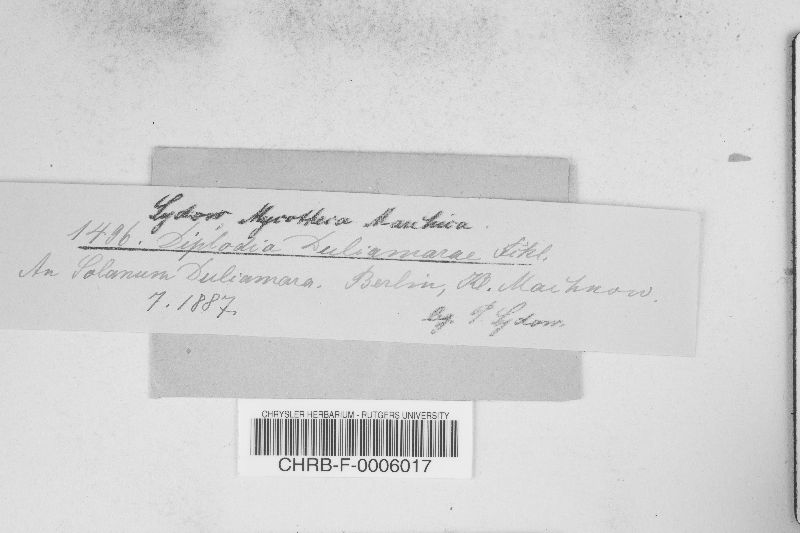 Sydow Mycotheca Marchica
1496. Diplodia Dulcamarae Fckl.
An Solanum Dulcamara. Berlin, Kl. Machnow.
7. 1887.
leg. P. Sydow.
CHRYSLER HERBARIUM - RUTGERS UNIVERSITY
CHRB-F-0006017